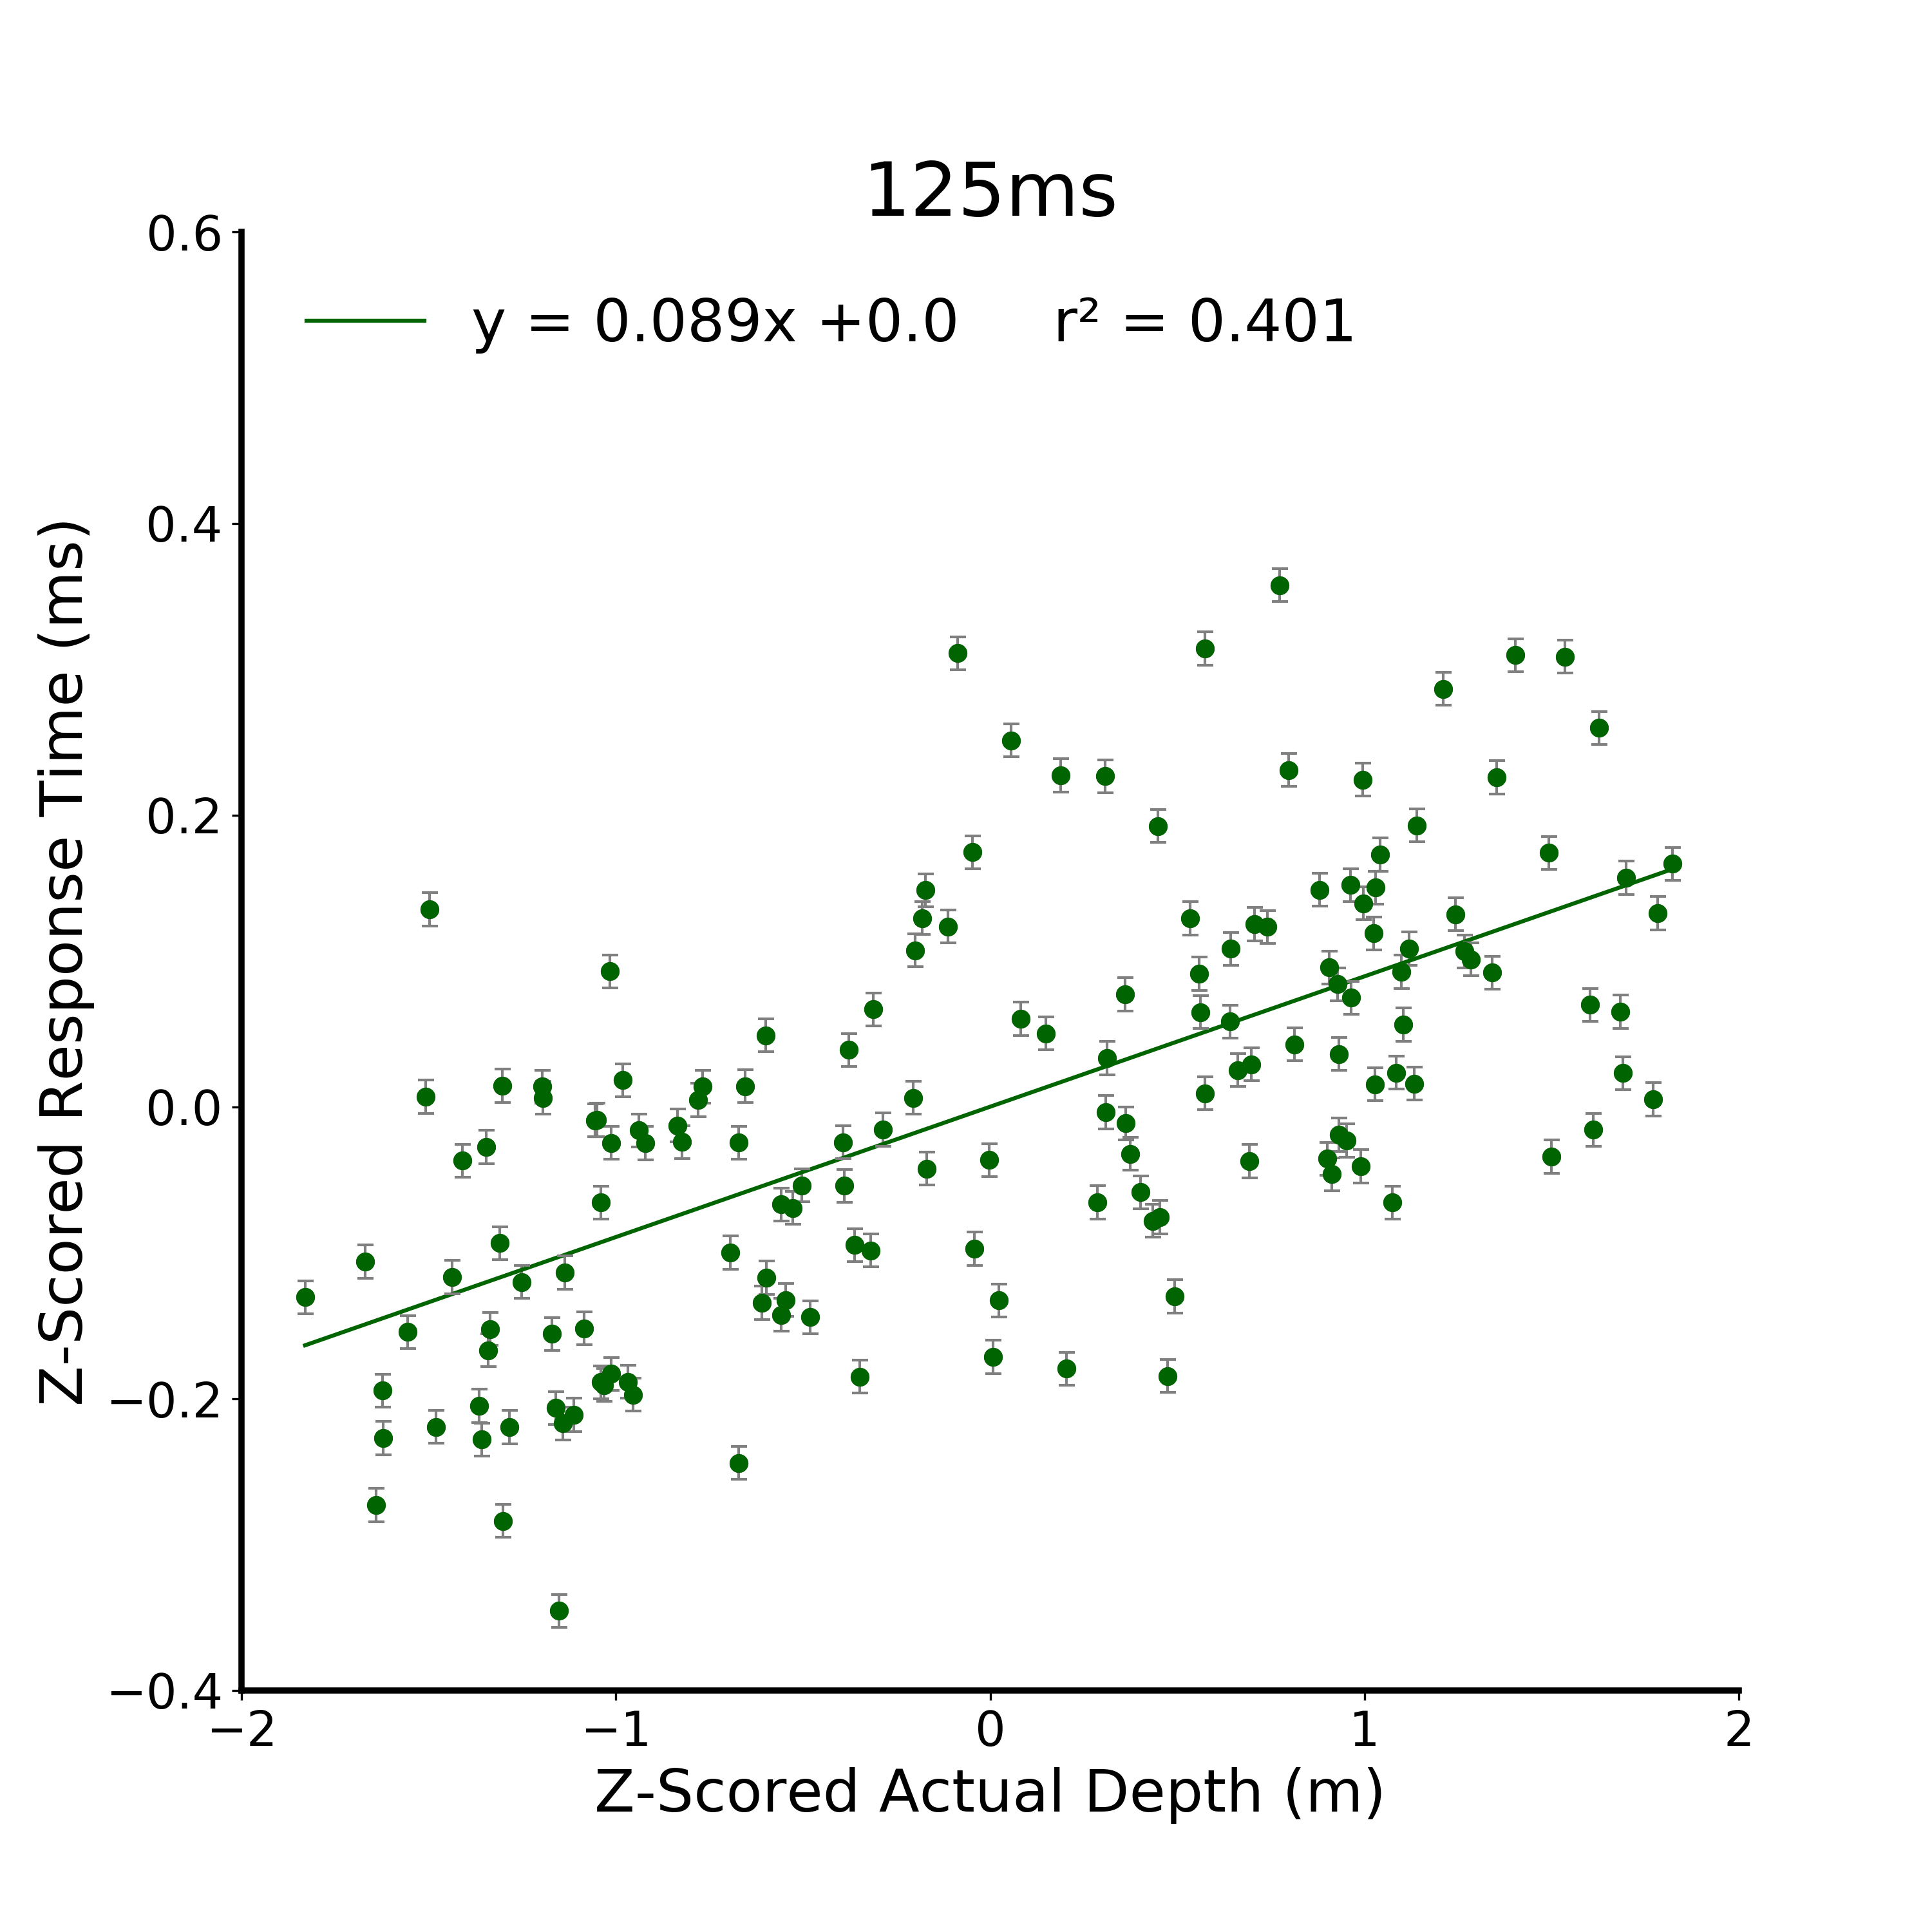 125ms
0.6
y = 0.089x +0.0 r² = 0.401
0.4
0.2
0.0
−0.2
−0.4
Z-Scored Response Time (ms)
−2 −1 0 1 2
Z-Scored Actual Depth (m)